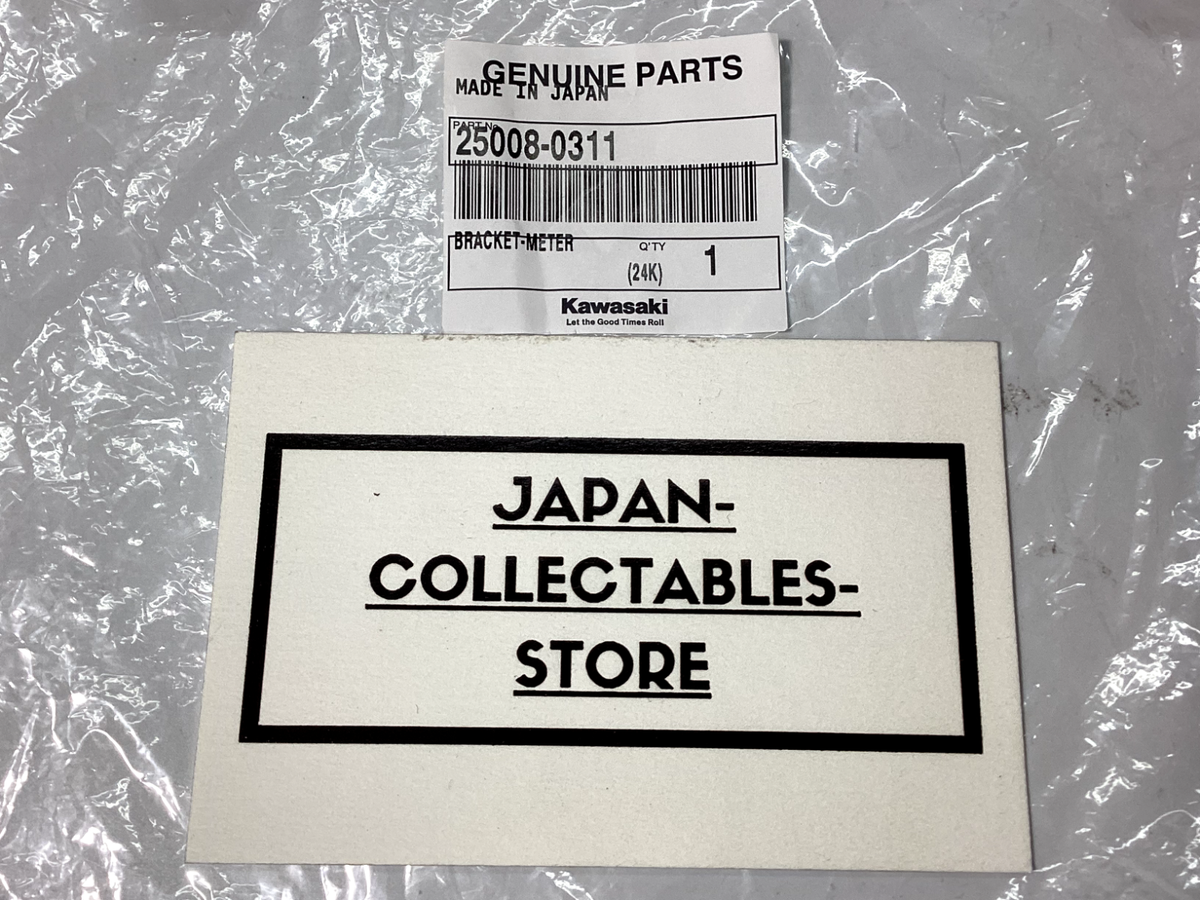 GENUINE PARTS
MADE IN JAPAN
PART No.
25008-0311
BRACKET-METER
Q'TY
(24K)
1
Kawasaki
Let the Good Times Roll
JAPAN-
COLLECTABLES-
STORE